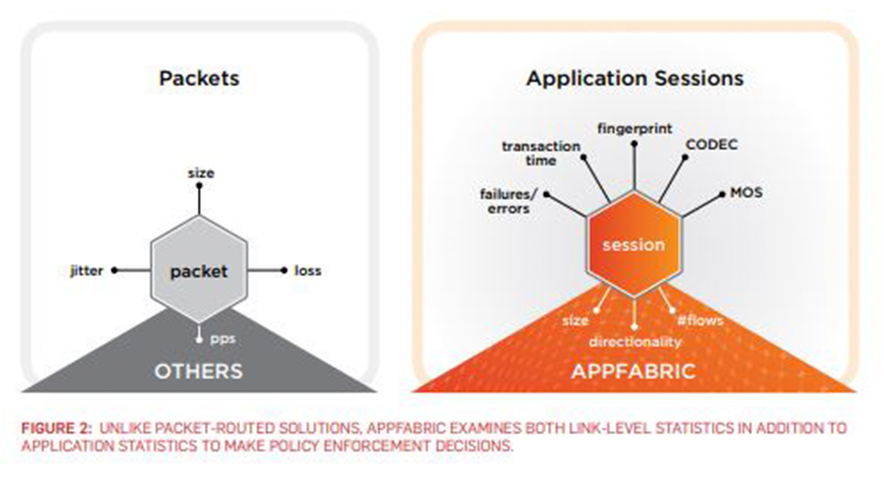 Packets
size
jitter
packet
loss
pps
OTHERS
Application Sessions
fingerprint
transaction
time
CODEC
failures/
errors
MOS
session
size
#flows
directionality
APPFABRIC
FIGURE 2: UNLIKE PACKET-ROUTED SOLUTIONS, APPFABRIC EXAMINES BOTH LINK-LEVEL STATISTICS IN ADDITION TO
APPLICATION STATISTICS TO MAKE POLICY ENFORCEMENT DECISIONS.